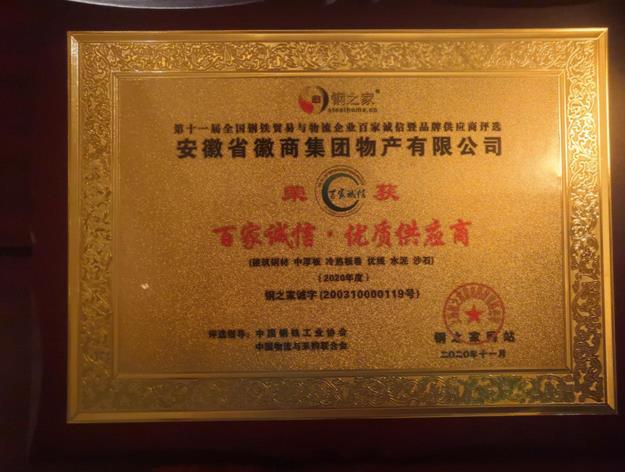 钢之家®
steelhome.cn
第十一届全国钢铁贸易与物流企业百家诚信暨品牌供应商评选
安徽省徽商集团物产有限公司
荣 百家诚信 获
百家诚信·优质供应商
(建筑钢材 中厚板 冷热板卷 优线 水泥 沙石)
(2020年度)
钢之家诚字(200310000119号)
评选指导:中国钢铁工业协会
中国物流与采购联合会
钢之家网站
2020年十一月